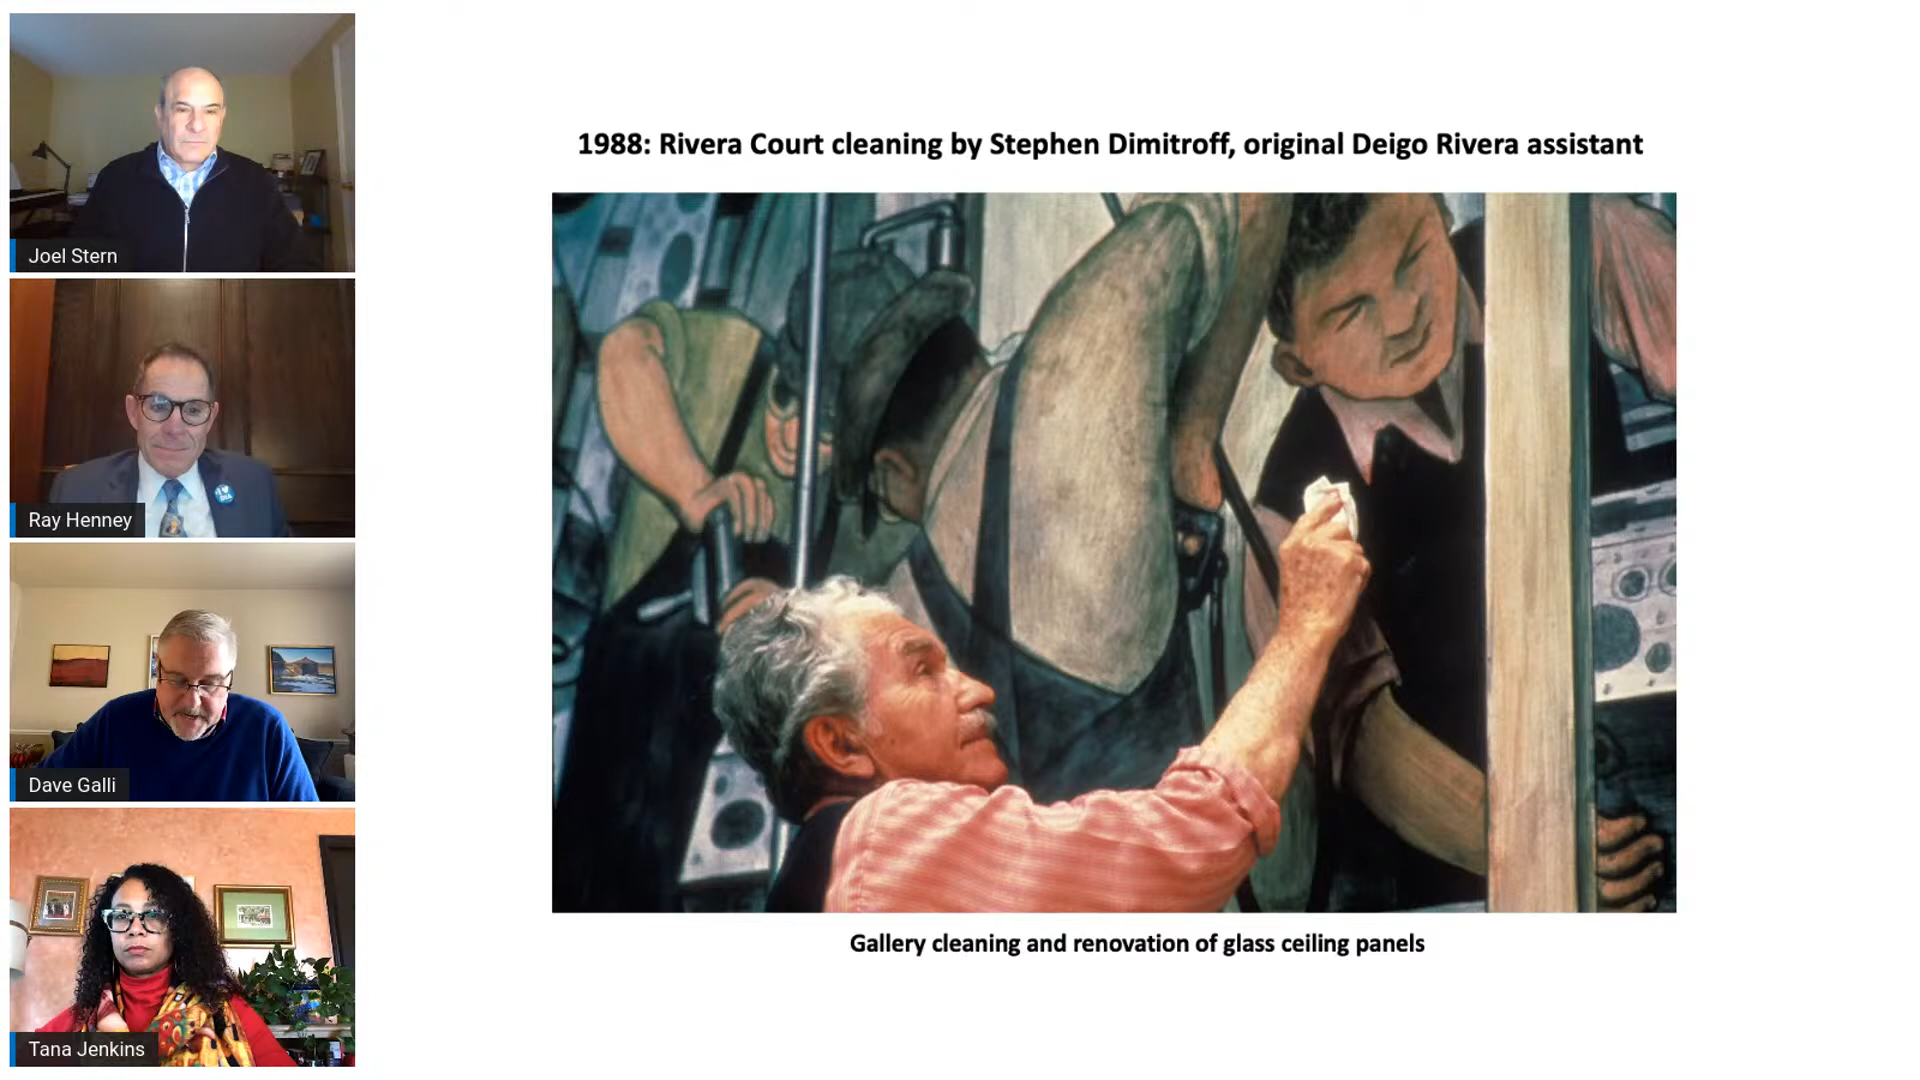 Joel Stern
Ray Henney
Dave Galli
Tana Jenkins
1988: Rivera Court cleaning by Stephen Dimitroff, original Deigo Rivera assistant
Gallery cleaning and renovation of glass ceiling panels